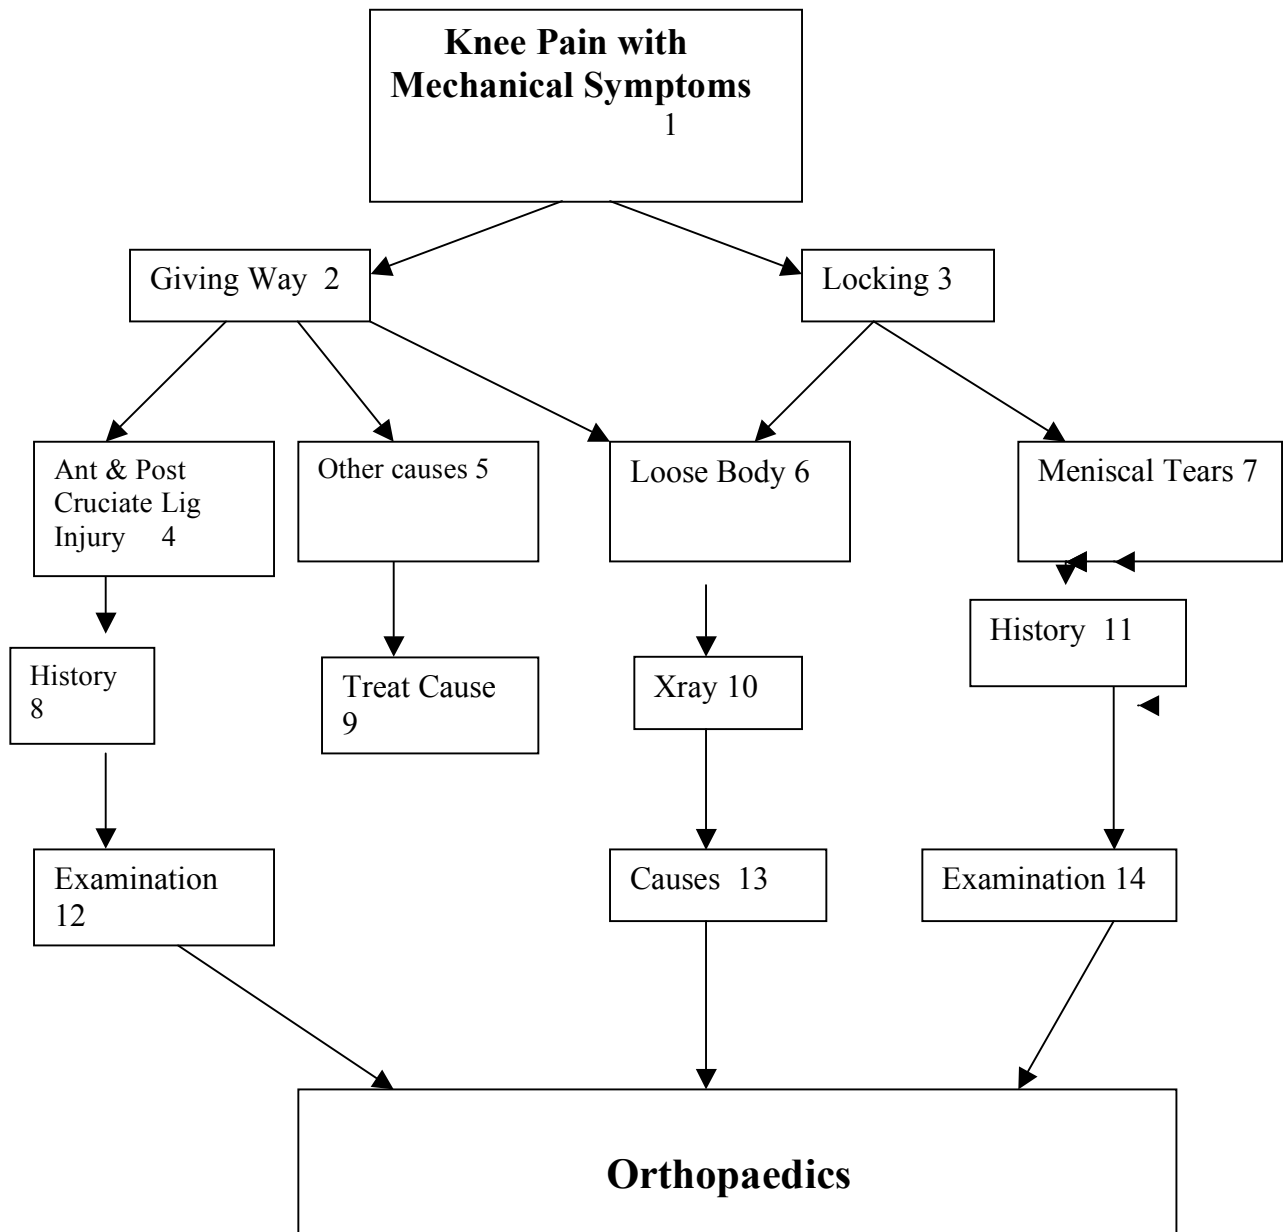 Knee Pain with
Mechanical Symptoms
1
Giving Way 2
Locking 3
Ant & Post
Cruciate Lig
Injury 4
Other causes 5
Loose Body 6
Meniscal Tears 7
History
8
Treat Cause
9
Xray 10
History 11
Examination
12
Causes 13
Examination 14
Orthopaedics